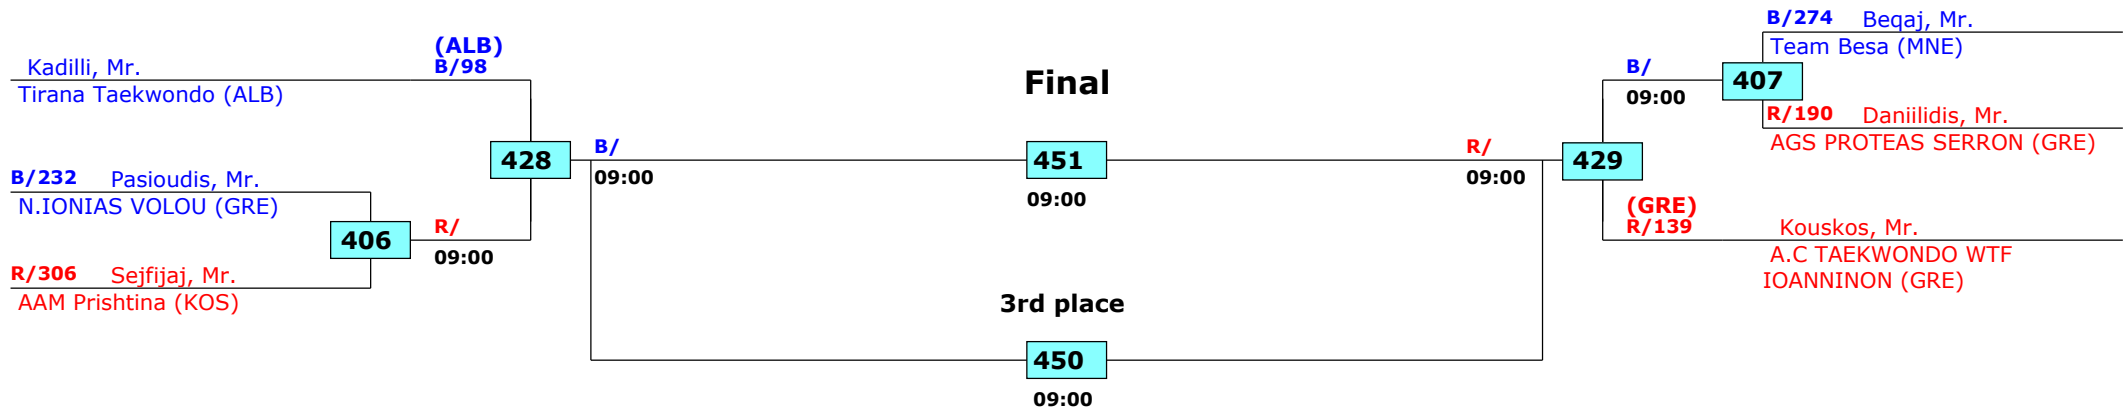 (ALB)
Kadilli, Mr. B/98
Tirana Taekwondo (ALB)
B/232 Pasioudis, Mr.
N.IONIAS VOLOU (GRE)
406
R/306 Sejfijaj, Mr.
AAM Prishtina (KOS)
R/
09:00
428
B/
09:00
Final
451
09:00
3rd place
450
09:00
R/
09:00
429
B/
09:00
407
B/274 Beqaj, Mr.
Team Besa (MNE)
R/190 Daniilidis, Mr.
AGS PROTEAS SERRON (GRE)
(GRE)
R/139 Kouskos, Mr.
A.C TAEKWONDO WTF
IOANNINON (GRE)